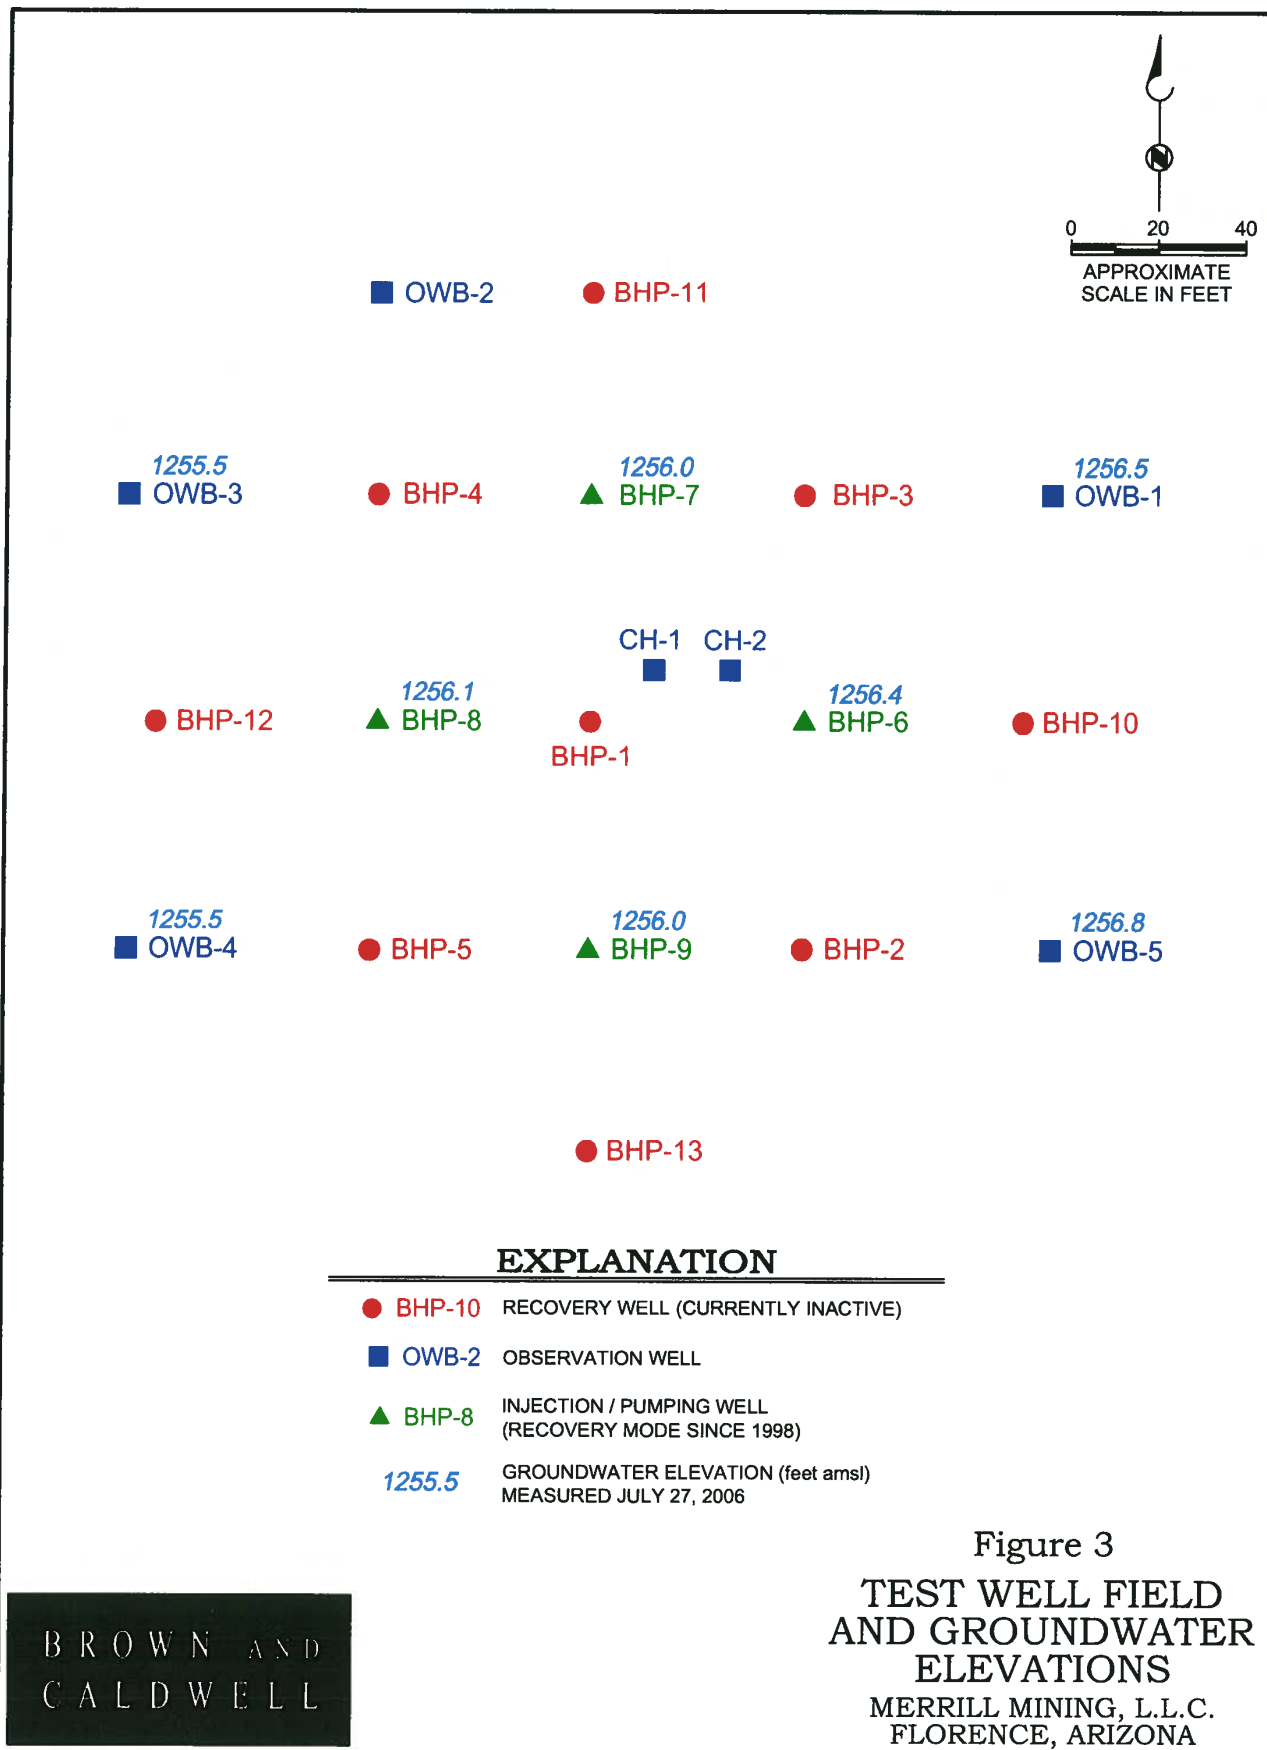 0 20 40
APPROXIMATE
SCALE IN FEET
OWB-2 BHP-11
1255.5 1256.0 1256.5
OWB-3 BHP-4 BHP-7 BHP-3 OWB-1
CH-1 CH-2
1256.1 1256.4
BHP-12 BHP-8 BHP-6 BHP-10
BHP-1
1255.5 1256.0 1256.8
OWB-4 BHP-5 BHP-9 BHP-2 OWB-5
BHP-13
EXPLANATION
BHP-10 RECOVERY WELL (CURRENTLY INACTIVE)
OWB-2 OBSERVATION WELL
BHP-8 INJECTION / PUMPING WELL
(RECOVERY MODE SINCE 1998)
1255.5 GROUNDWATER ELEVATION (feet amsl)
MEASURED JULY 27, 2006
Figure 3
TEST WELL FIELD
AND GROUNDWATER
ELEVATIONS
MERRILL MINING, L.L.C.
FLORENCE, ARIZONA
BROWN AND
CALDWELL
N